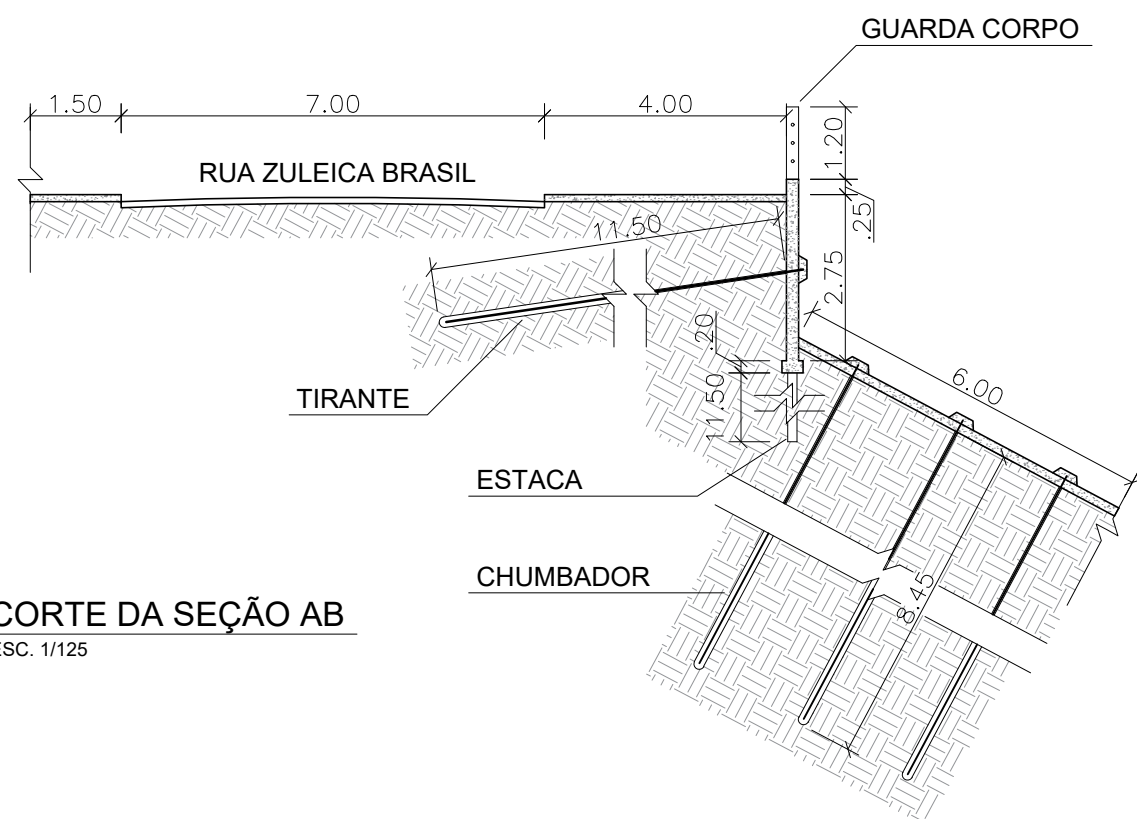 GUARDA CORPO
1.50
7.00
4.00
1.20
RUA ZULEICA BRASIL
.25
11.50
2.75
.20
6.00
TIRANTE
11.50
ESTACA
CHUMBADOR
8.45
CORTE DA SEÇÃO AB
ESC. 1/125